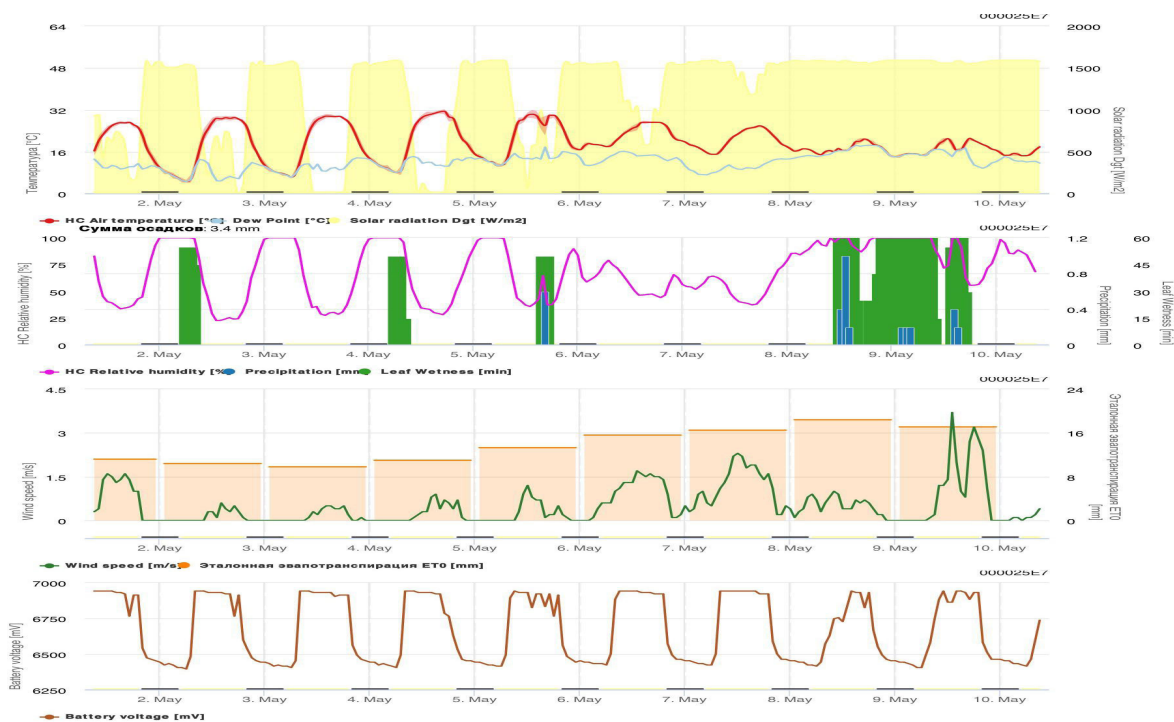 000025E7
64 2000
48 1500
32 1000
16 500
0 0
Температура [°C]
Solar radiation Dgt [W/m2]
2. May 3. May 4. May 5. May 6. May 7. May 8. May 9. May 10. May
HC Air temperature [° Dew Point [°C] Solar radiation Dgt [W/m2]
Сумма осадков: 3.4 mm
000025E7
100 1.2 60
75 0.8 45
50 30
25 0.4 15
0 0 0
HC Relative humidity [%]
Precipitation [mm]
Leaf Wetness [min]
2. May 3. May 4. May 5. May 6. May 7. May 8. May 9. May 10. May
HC Relative humidity [% Precipitation [mm Leaf Wetness [min]
000025E7
4.5 24
3 16
1.5 8
0 0
Wind speed [m/s]
Эталонная эвапотранспирация ET0
[mm]
2. May 3. May 4. May 5. May 6. May 7. May 8. May 9. May 10. May
Wind speed [m/s Эталонная эвапотранспирация ET0 [mm]
000025E7
7000
6750
6500
6250
Battery voltage [mV]
2. May 3. May 4. May 5. May 6. May 7. May 8. May 9. May 10. May
Battery voltage [mV]